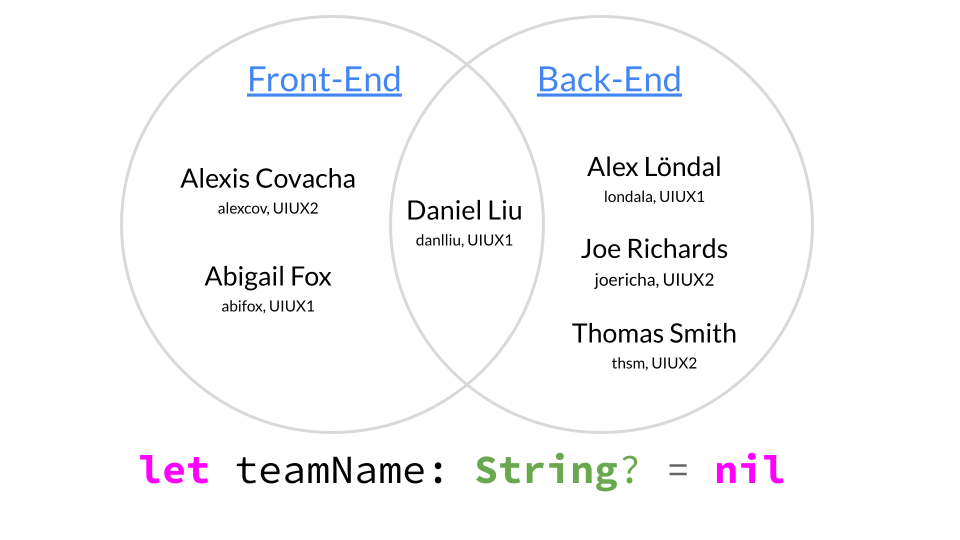 Front-End
Back-End
Alexis Covacha
alexcov, UIUX2
Abigail Fox
abifox, UIUX1
Daniel Liu
danlliu, UIUX1
Alex Löndal
londala, UIUX1
Joe Richards
joericha, UIUX2
Thomas Smith
thsm, UIUX2
let teamName: String? = nil